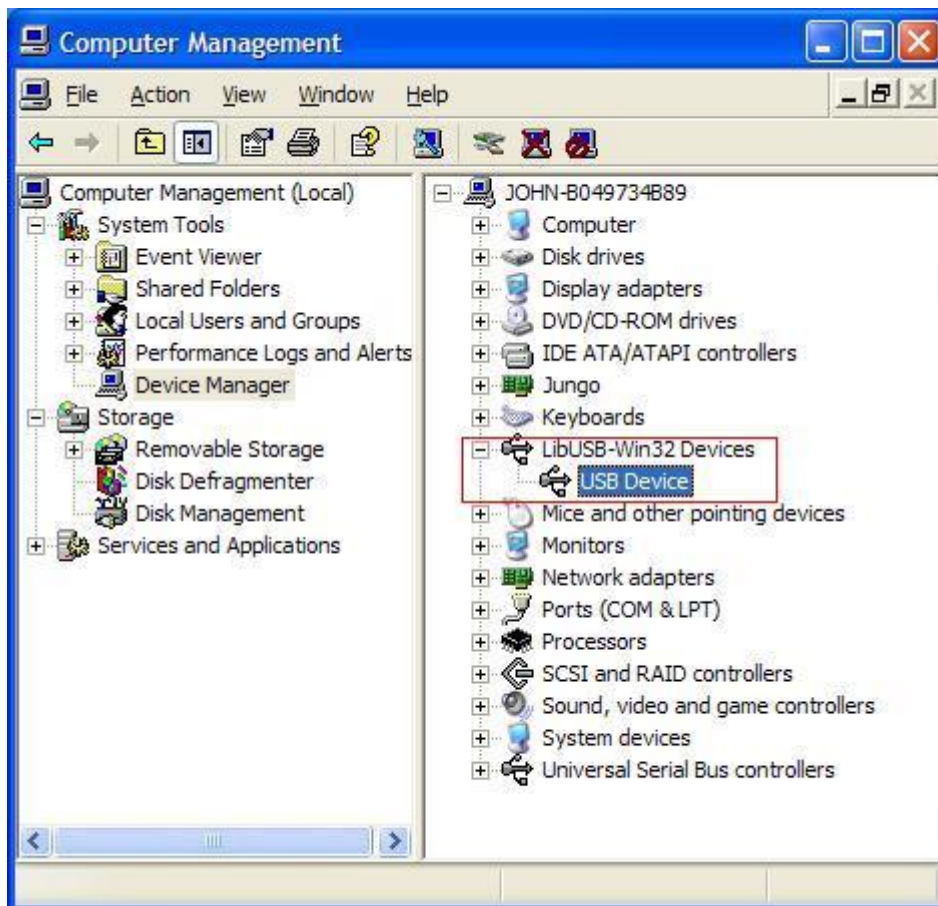 Computer Management
File Action View Window Help
Computer Management (Local)
System Tools
Event Viewer
Shared Folders
Local Users and Groups
Performance Logs and Alerts
Device Manager
Storage
Removable Storage
Disk Defragmenter
Disk Management
Services and Applications
JOHN-B049734B89
Computer
Disk drives
Display adapters
DVD/CD-ROM drives
IDE ATA/ATAPI controllers
Jungo
Keyboards
LibUSB-Win32 Devices
USB Device
Mice and other pointing devices
Monitors
Network adapters
Ports (COM & LPT)
Processors
SCSI and RAID controllers
Sound, video and game controllers
System devices
Universal Serial Bus controllers